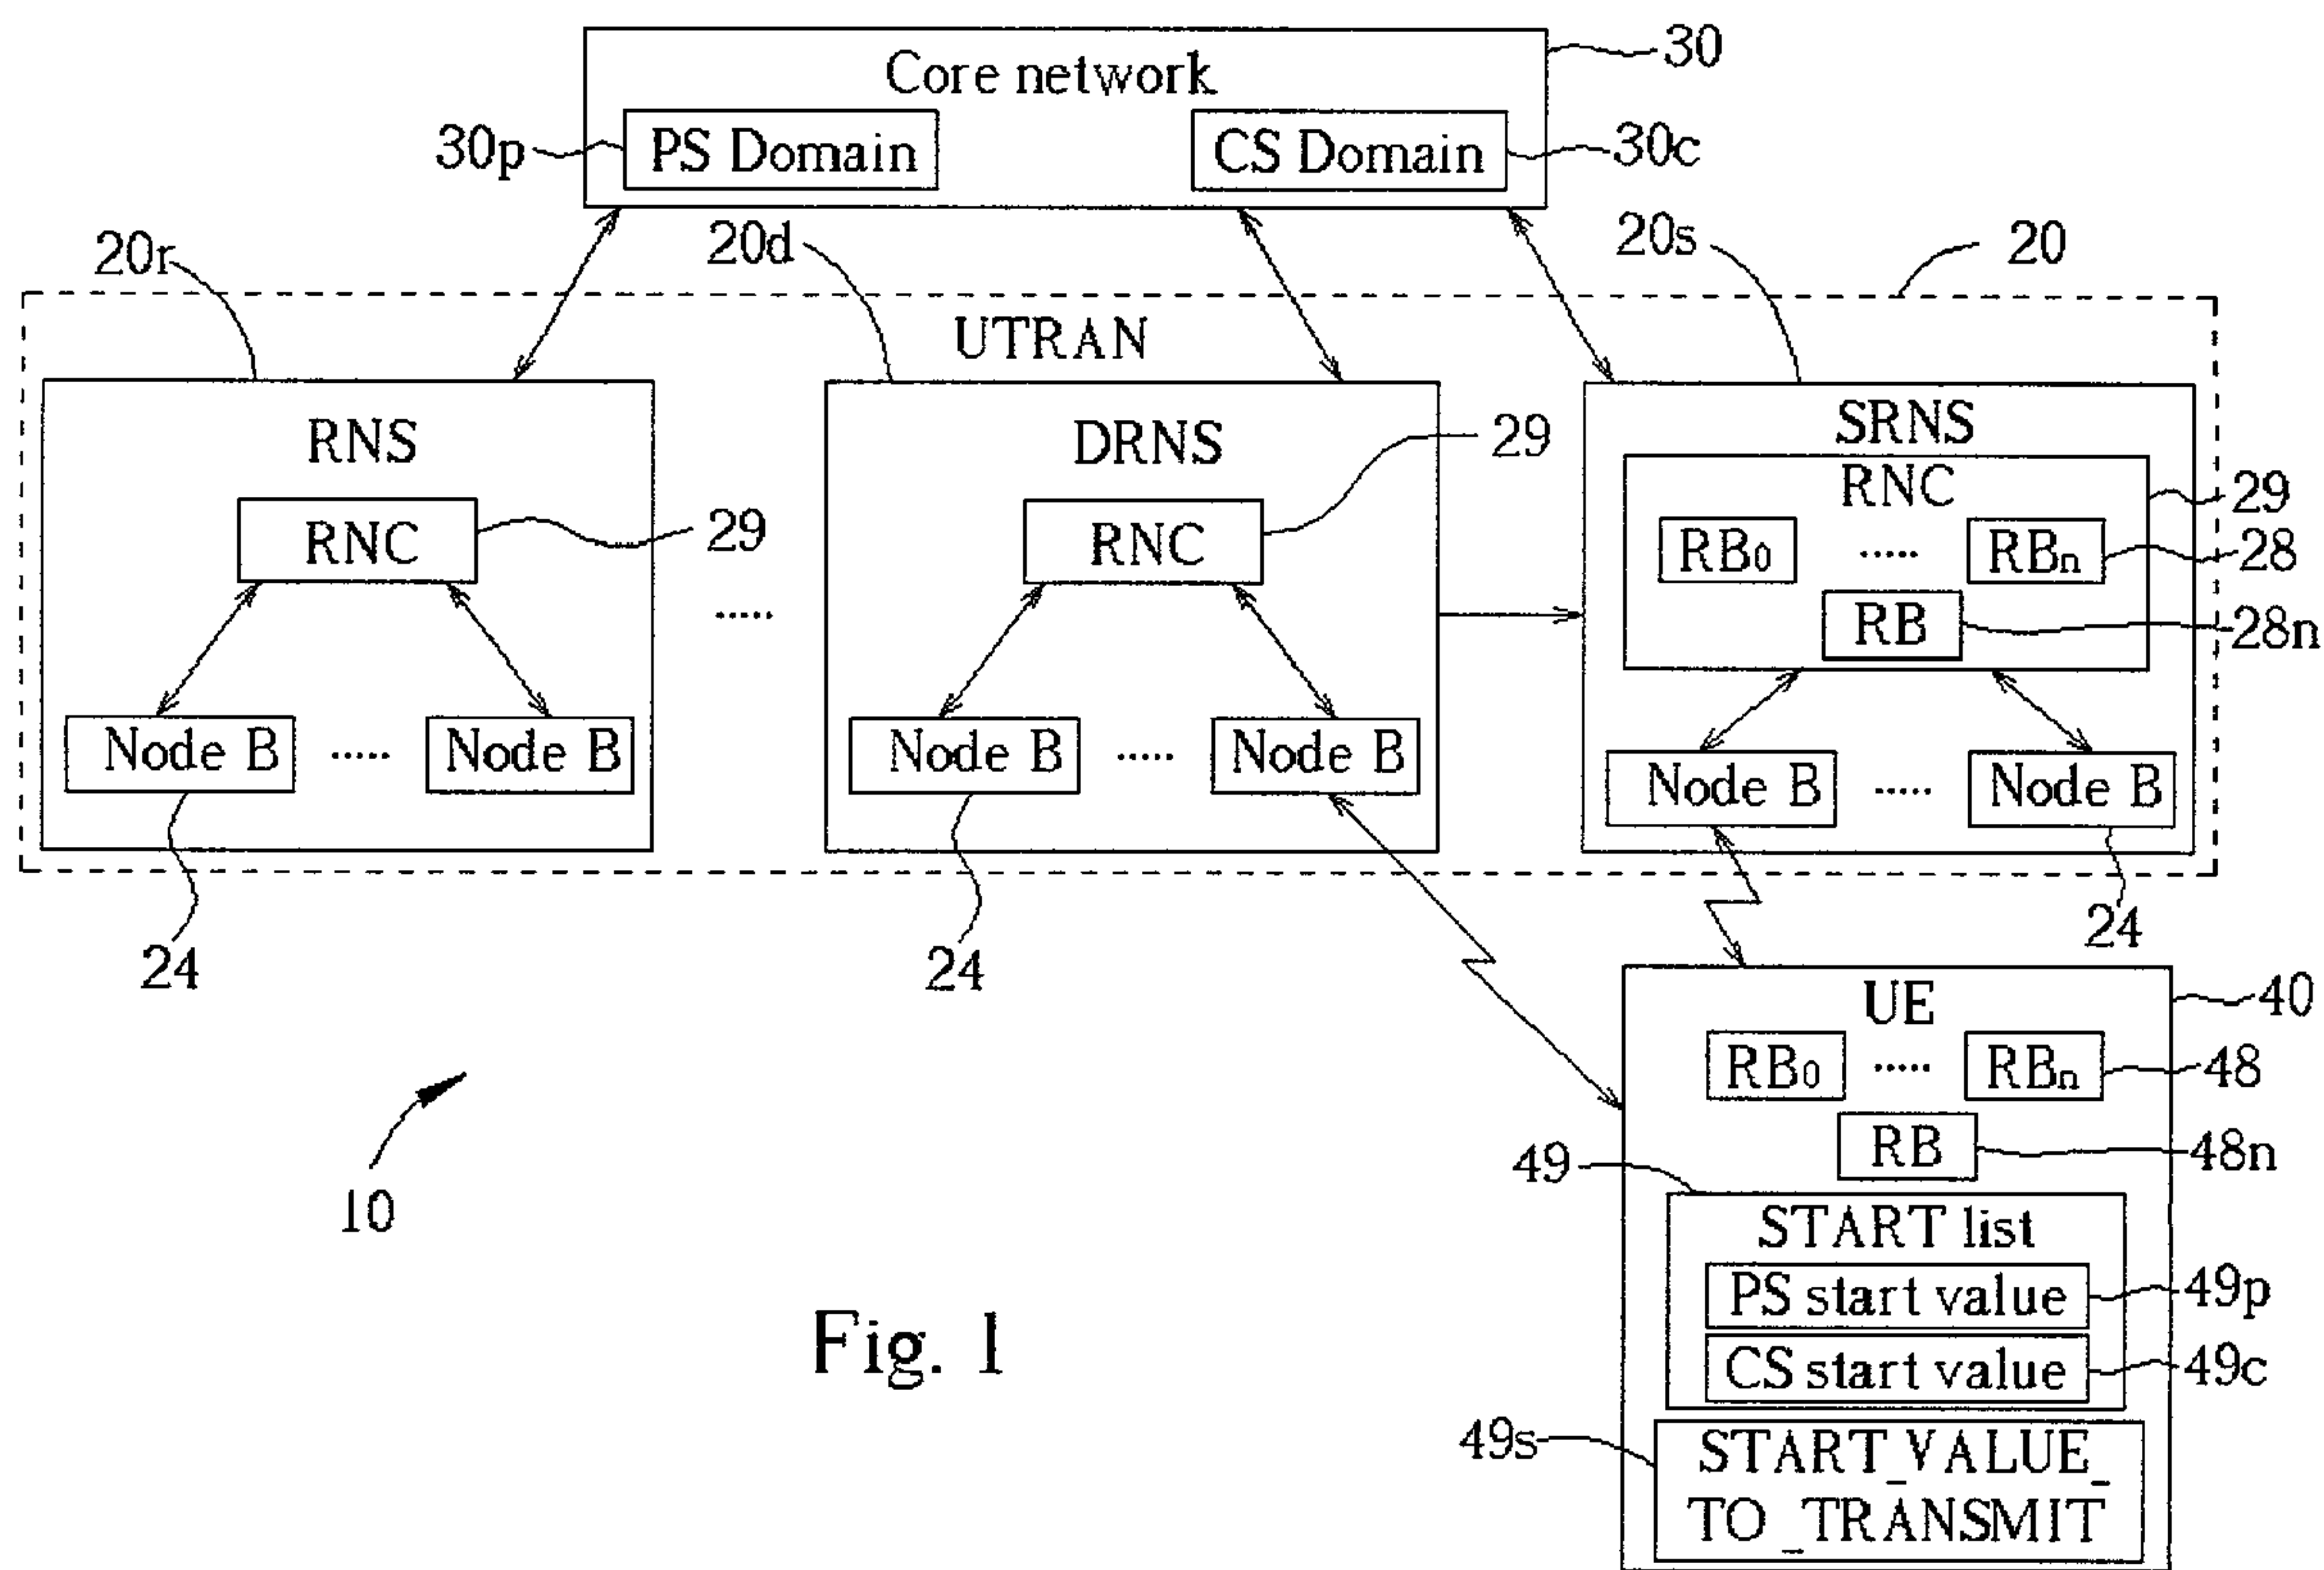 Core network
30
30p
PS Domain
CS Domain
30c
20r
20d
20s
20
UTRAN
RNS
DRNS
SRNS
RNC
29
RNC
29
RNC
29
RB0
.....
RBn
28
RB
28n
.....
Node B
.....
Node B
Node B
.....
Node B
Node B
.....
Node B
24
24
24
UE
40
RB0
.....
RBn
48
RB
48n
49
START list
PS start value
49p
CS start value
49c
49s
START_VALUE_
TO_TRANSMIT
10
Fig. 1